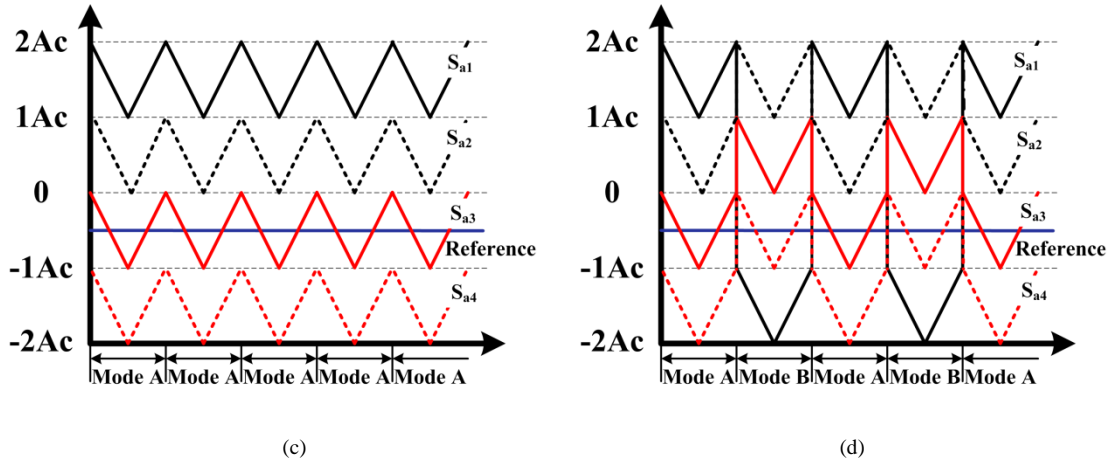 2Ac
Sa1
1Ac
Sa2
0
Sa3
Reference
-1Ac
Sa4
-2Ac
Mode A Mode A Mode A Mode A Mode A
(c)
2Ac
Sa1
1Ac
Sa2
0
Sa3
Reference
-1Ac
Sa4
-2Ac
Mode A Mode B Mode A Mode B Mode A
(d)